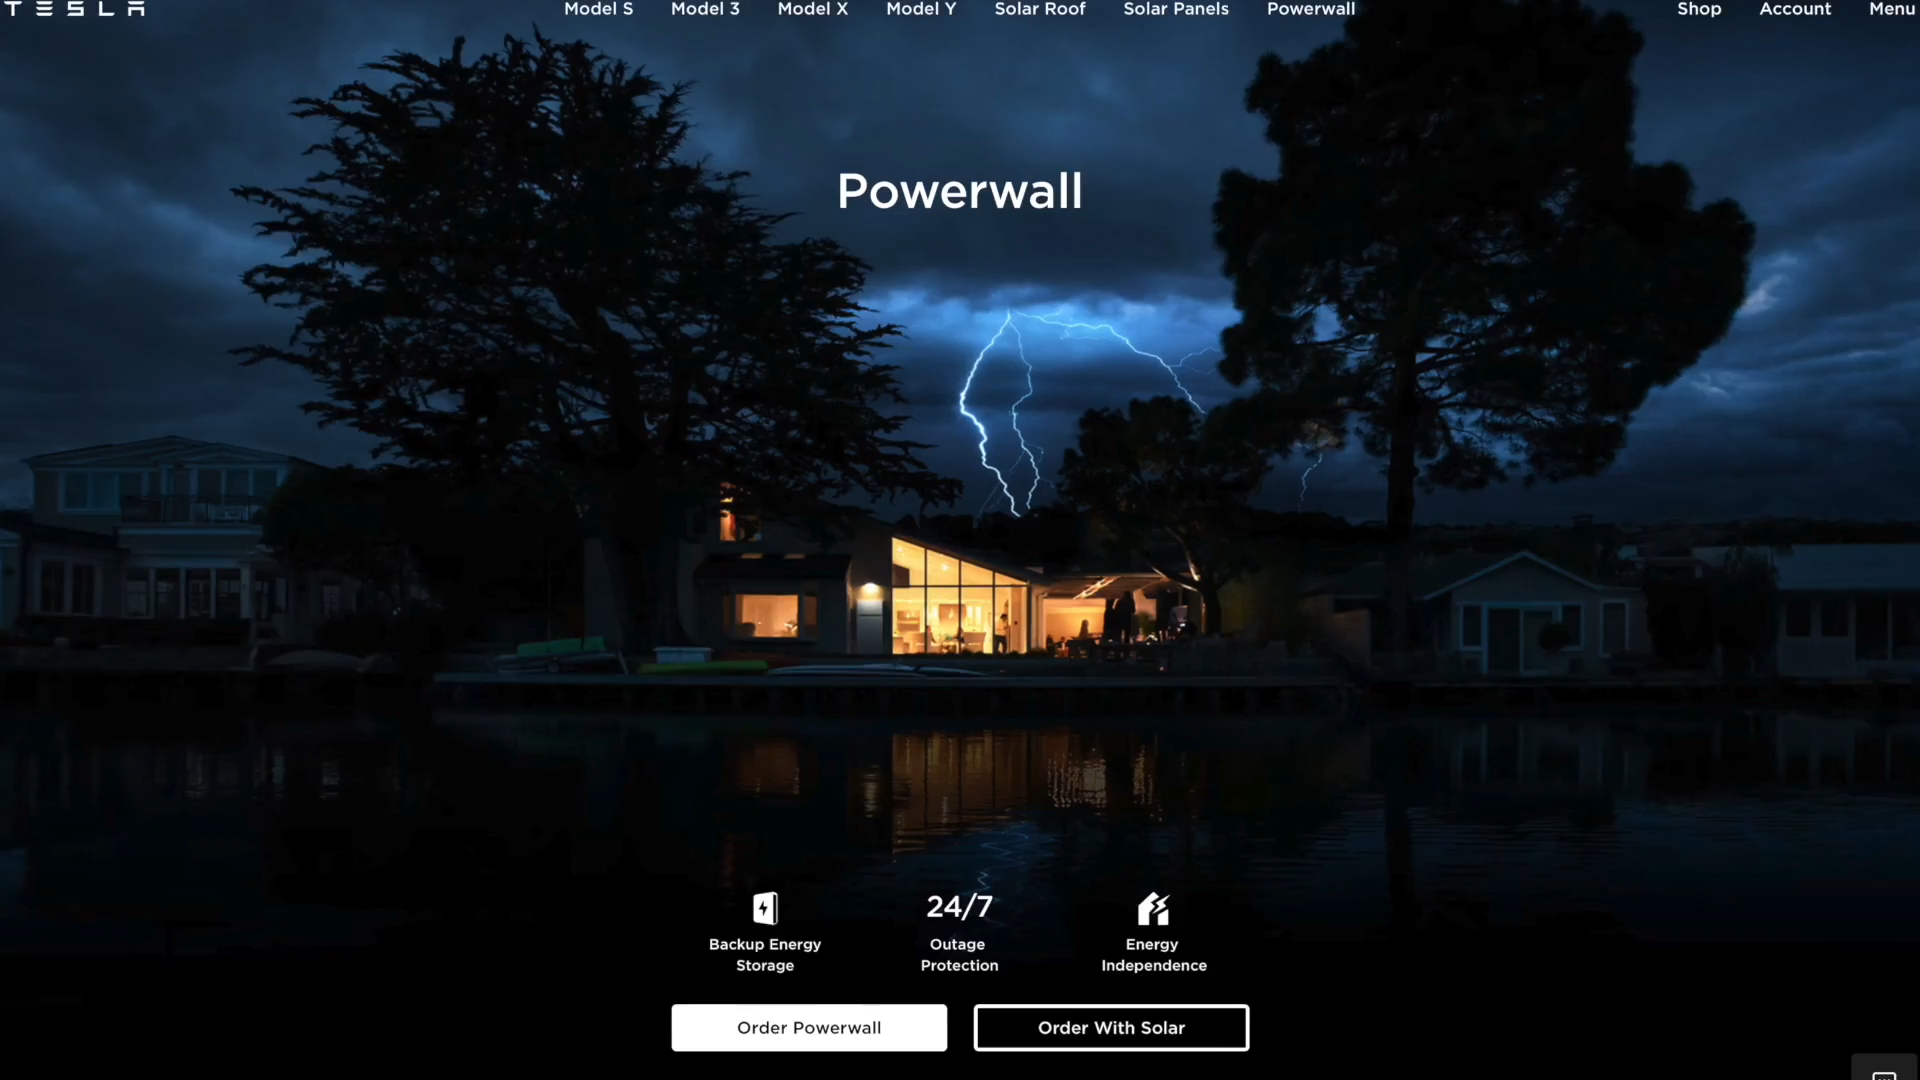 TESLA
Model S
Model 3
Model X
Model Y
Solar Roof
Solar Panels
Powerwall
Shop
Account
Menu
Powerwall
Backup Energy
Storage
24/7
Outage
Protection
Energy
Independence
Order Powerwall
Order With Solar